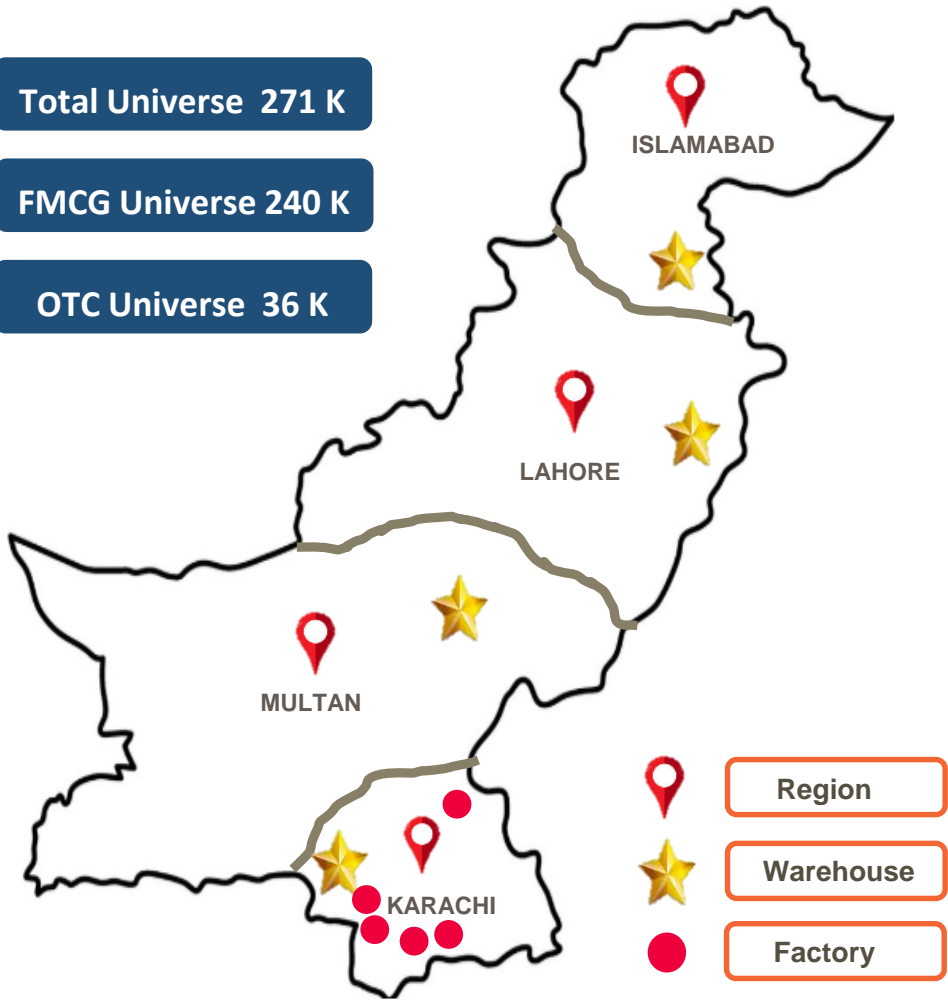 Total Universe 271 K
FMCG Universe 240 K
OTC Universe 36 K
ISLAMABAD
LAHORE
MULTAN
KARACHI
Region
Warehouse
Factory